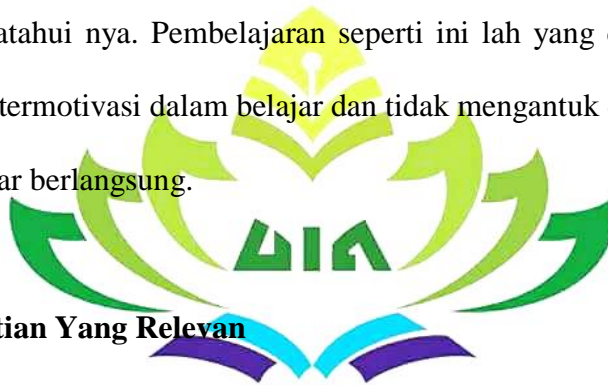 atahui nya. Pembelajaran seperti ini lah yang
termotivasi dalam belajar dan tidak mengantuk
ar berlangsung.
UIN
tian Yang Relevan